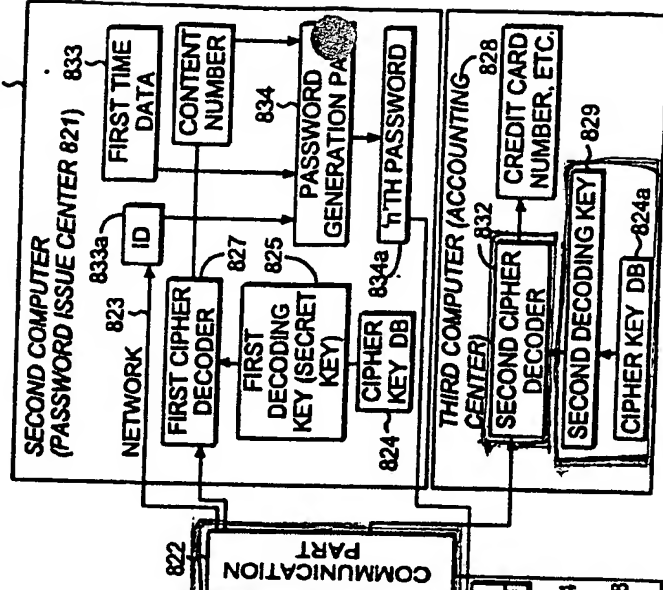 SECOND COMPUTER
(PASSWORD ISSUE CENTER 821)
NETWORK
823
833a
ID
FIRST TIME
DATA
833
CONTENT
NUMBER
834
PASSWORD
GENERATION
827
FIRST CIPHER
DECODER
825
FIRST
DECODING
KEY (SECRET
KEY)
CIPHER
KEY DB
824
834a
n'TH PASSWORD
822
COMMUNICATION
PART
THIRD COMPUTER (ACCOUNTING
CENTER)
832
828
SECOND CIPHER
DECODER
CREDIT CARD
NUMBER, ETC.
829
SECOND DECODING KEY
824a
CIPHER KEY DB